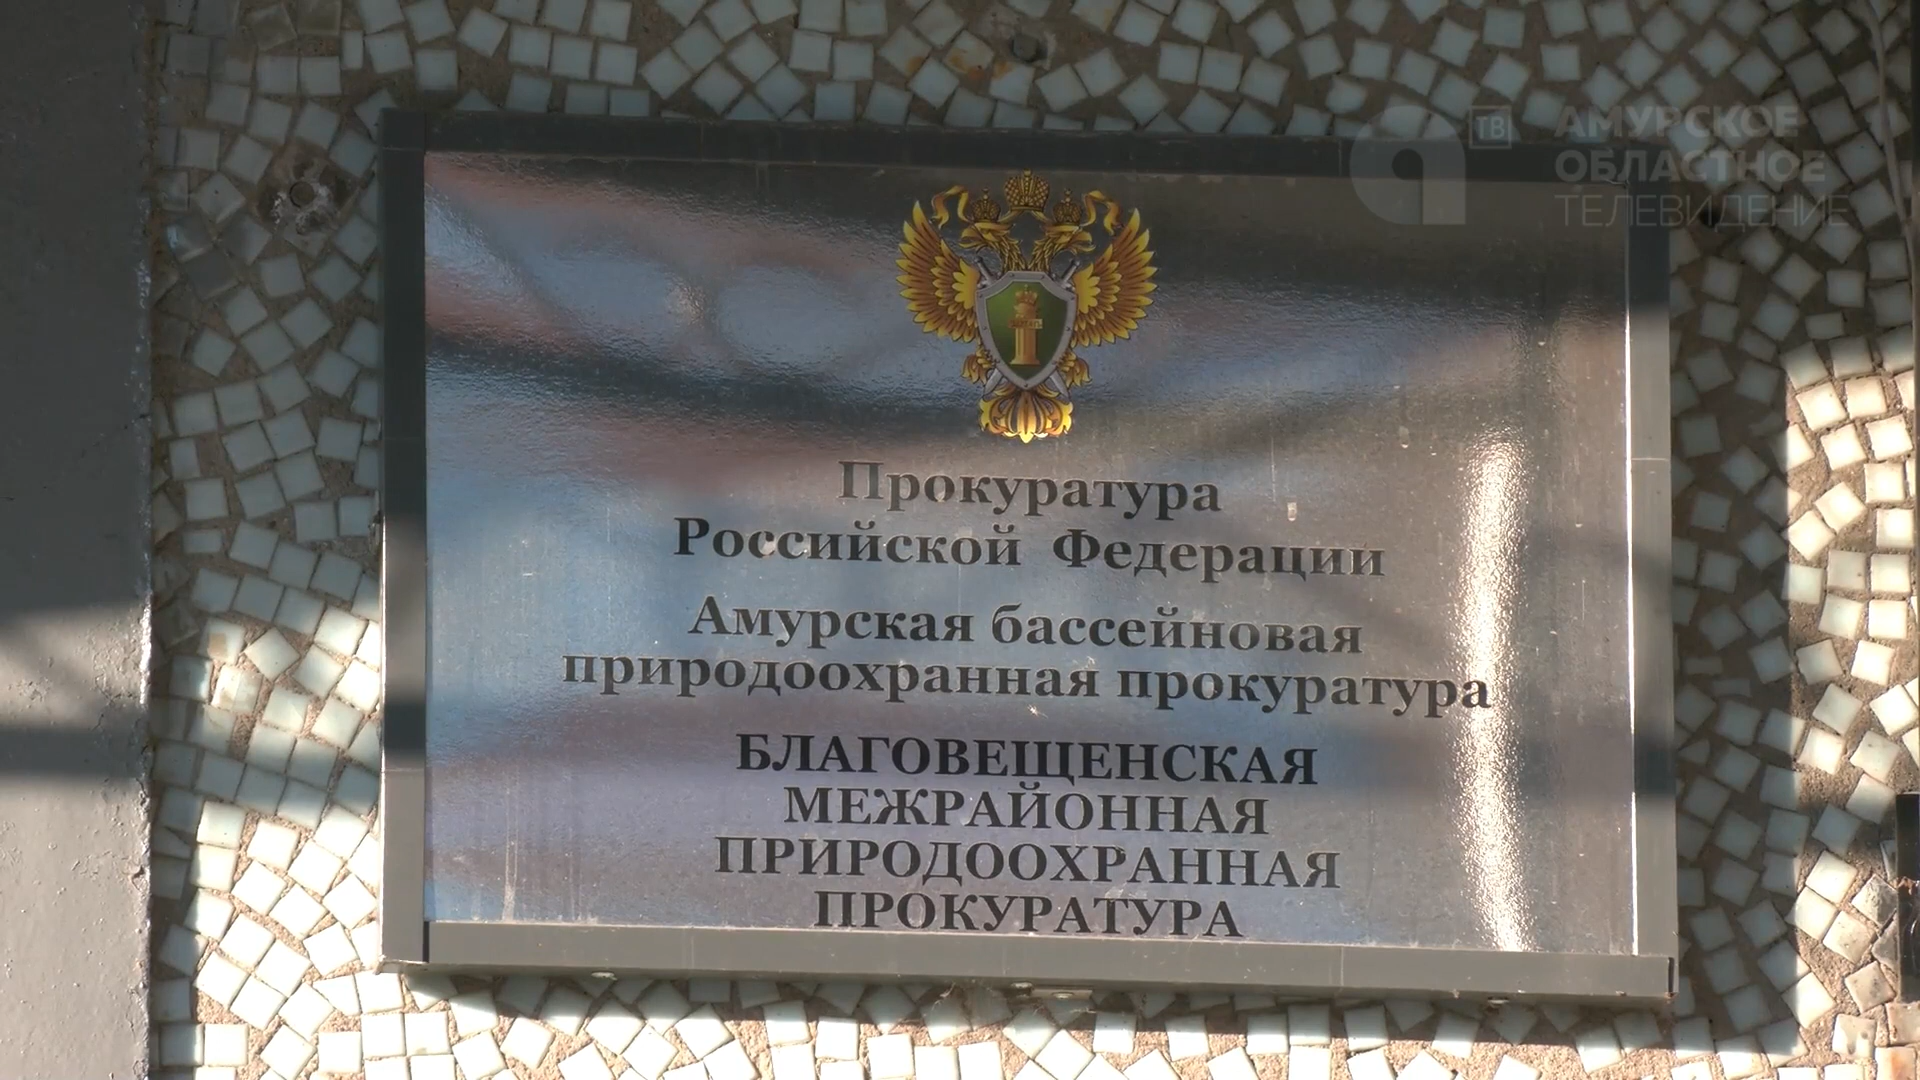 ТВ
АМУРСКОЕ
ОБЛАСТНОЕ
ТЕЛЕВИДЕНИЕ
Прокуратура
Российской Федерации
Амурская бассейновая
природоохранная прокуратура
БЛАГОВЕЩЕНСКАЯ
МЕЖРАЙОННАЯ
ПРИРОДООХРАННАЯ
ПРОКУРАТУРА